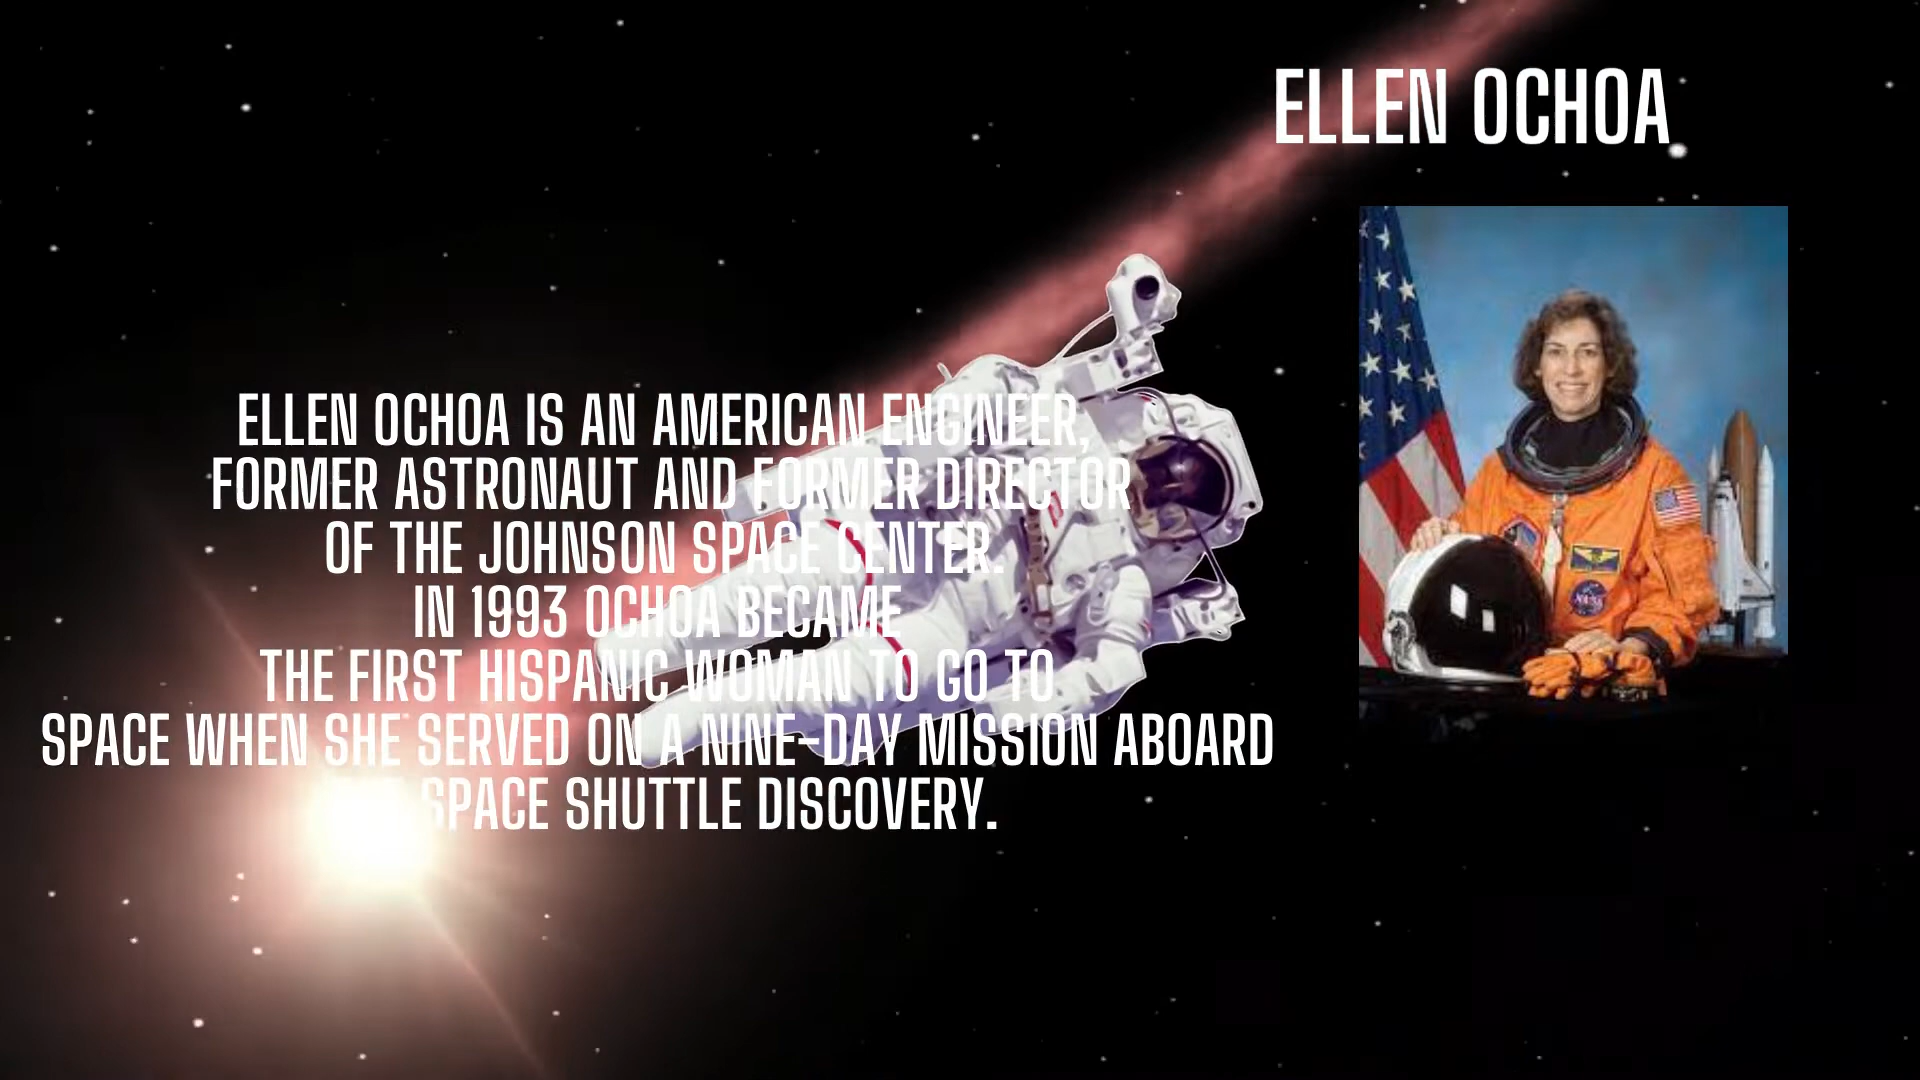 ELLEN OCHOA
ELLEN OCHOA IS AN AMERICAN ENGINEER,
FORMER ASTRONAUT AND FORMER DIRECTOR
OF THE JOHNSON SPACE CENTER.
IN 1993 OCHOA BECAME
THE FIRST HISPANIC WOMAN TO GO TO
SPACE WHEN SHE SERVED ON A NINE-DAY MISSION ABOARD
SPACE SHUTTLE DISCOVERY.
NASA